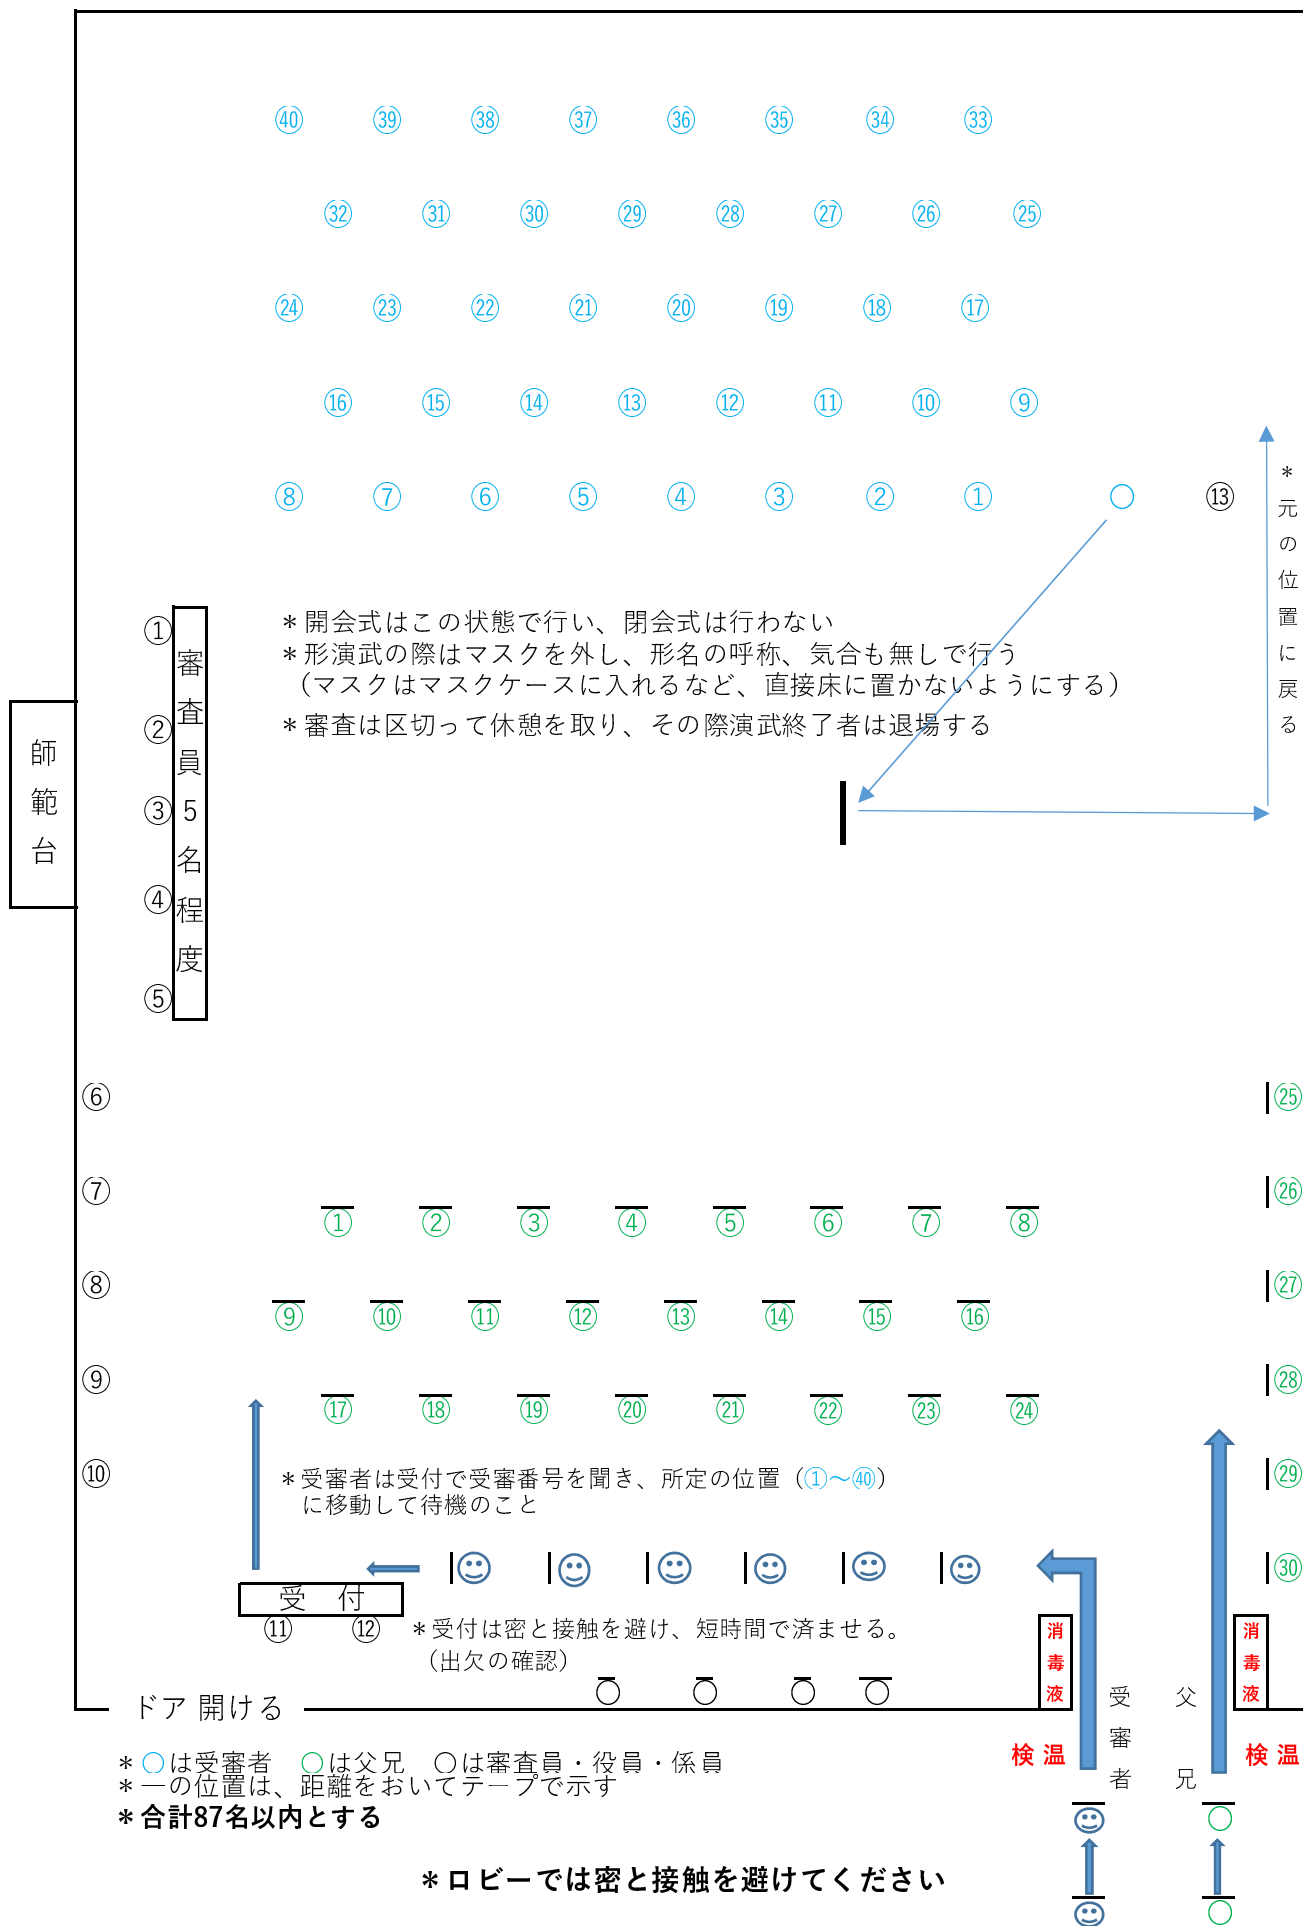 ㊵ ㊴ ㊳ ㊲ ㊱ ㉟ ㉞ ㉝
㉜ ㉛ ㉚ ㉙ ㉘ ㉗ ㉖ ㉕
㉔ ㉓ ㉒ ㉑ ⑳ ⑲ ⑱ ⑰
⑯ ⑮ ⑭ ⑬ ⑫ ⑪ ⑩ ⑨
⑧ ⑦ ⑥ ⑤ ④ ③ ② ① ○ ⑬
＊元の位置に戻る
＊開会式はこの状態で行い、閉会式は行わない
＊形演武の際はマスクを外し、形名の呼称、気合も無しで行う
（マスクはマスクケースに入れるなど、直接床に置かないようにする）
＊審査は区切って休憩を取り、その際演武終了者は退場する
師範台
① ② ③ ④ ⑤
審査員５名程度
⑥ ㉕
⑦ ㉖
① ② ③ ④ ⑤ ⑥ ⑦ ⑧
⑧ ㉗
⑨ ⑩ ⑪ ⑫ ⑬ ⑭ ⑮ ⑯
⑨ ㉘
⑰ ⑱ ⑲ ⑳ ㉑ ㉒ ㉓ ㉔
⑩ ㉙
＊受審者は受付で受審番号を聞き、所定の位置（①～㊵）
に移動して待機のこと
㉚
受　付
⑪ ⑫
＊受付は密と接触を避け、短時間で済ませる。
（出欠の確認）
消毒液
消毒液
○ ○ ○ ○
ドア 開ける
受審者
父兄
検温
検温
＊○は受審者　○は父兄　○は審査員・役員・係員
＊―の位置は、距離をおいてテープで示す
＊合計87名以内とする
＊ロビーでは密と接触を避けてください